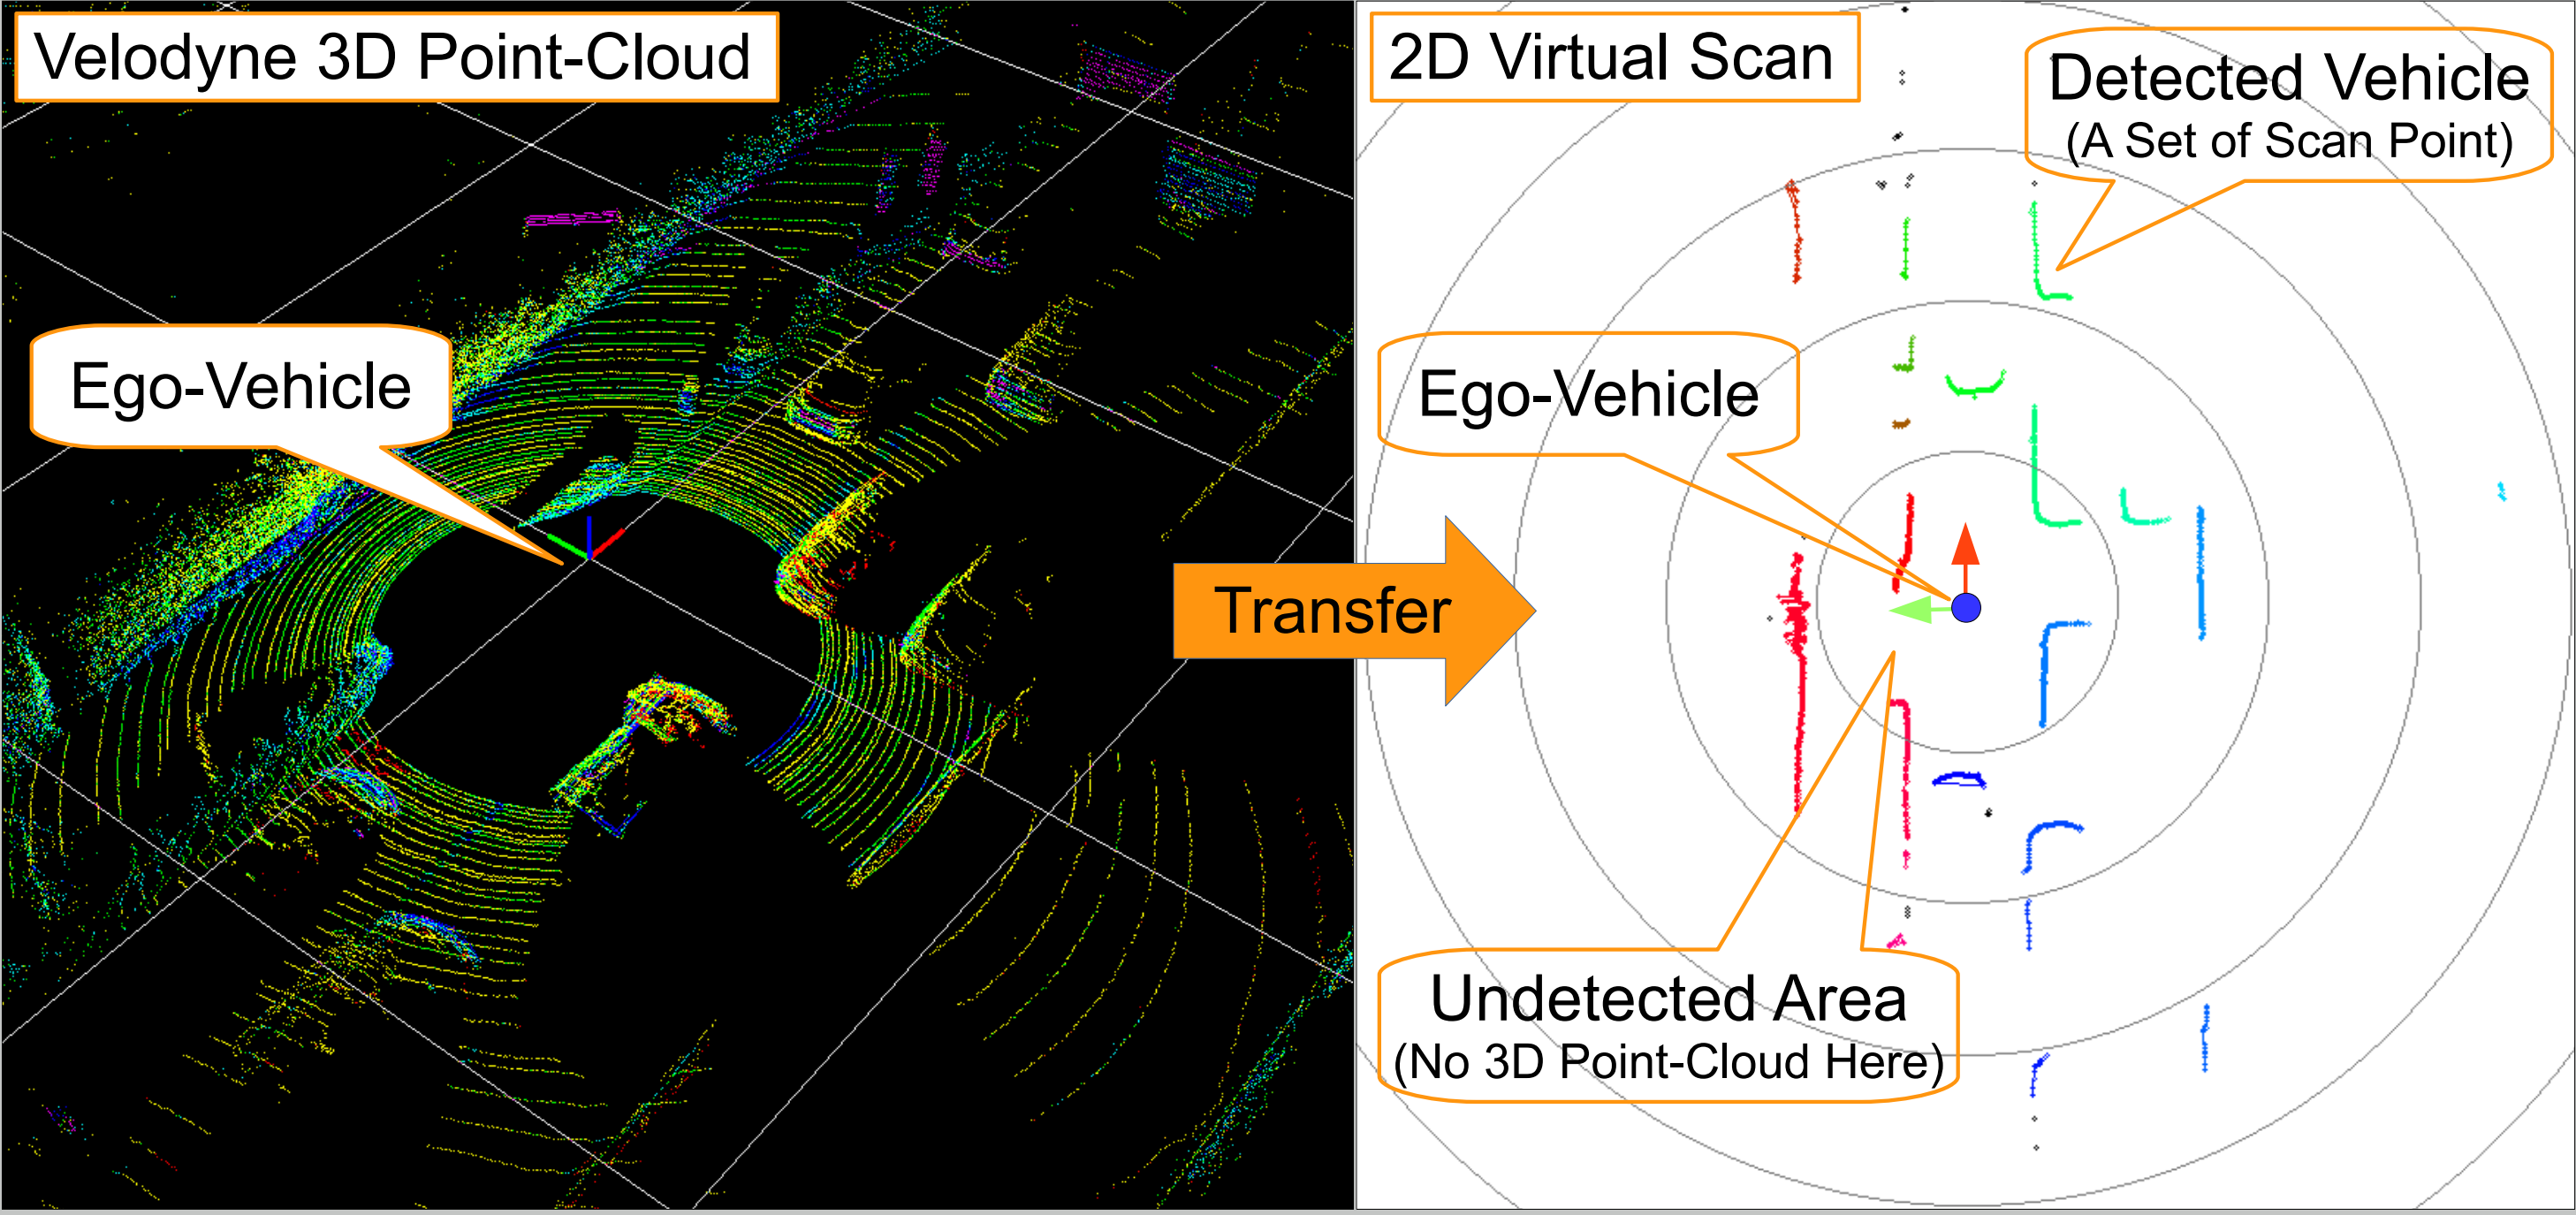 Velodyne 3D Point-Cloud
Ego-Vehicle
Transfer
2D Virtual Scan
Detected Vehicle
(A Set of Scan Point)
Ego-Vehicle
Undetected Area
(No 3D Point-Cloud Here)